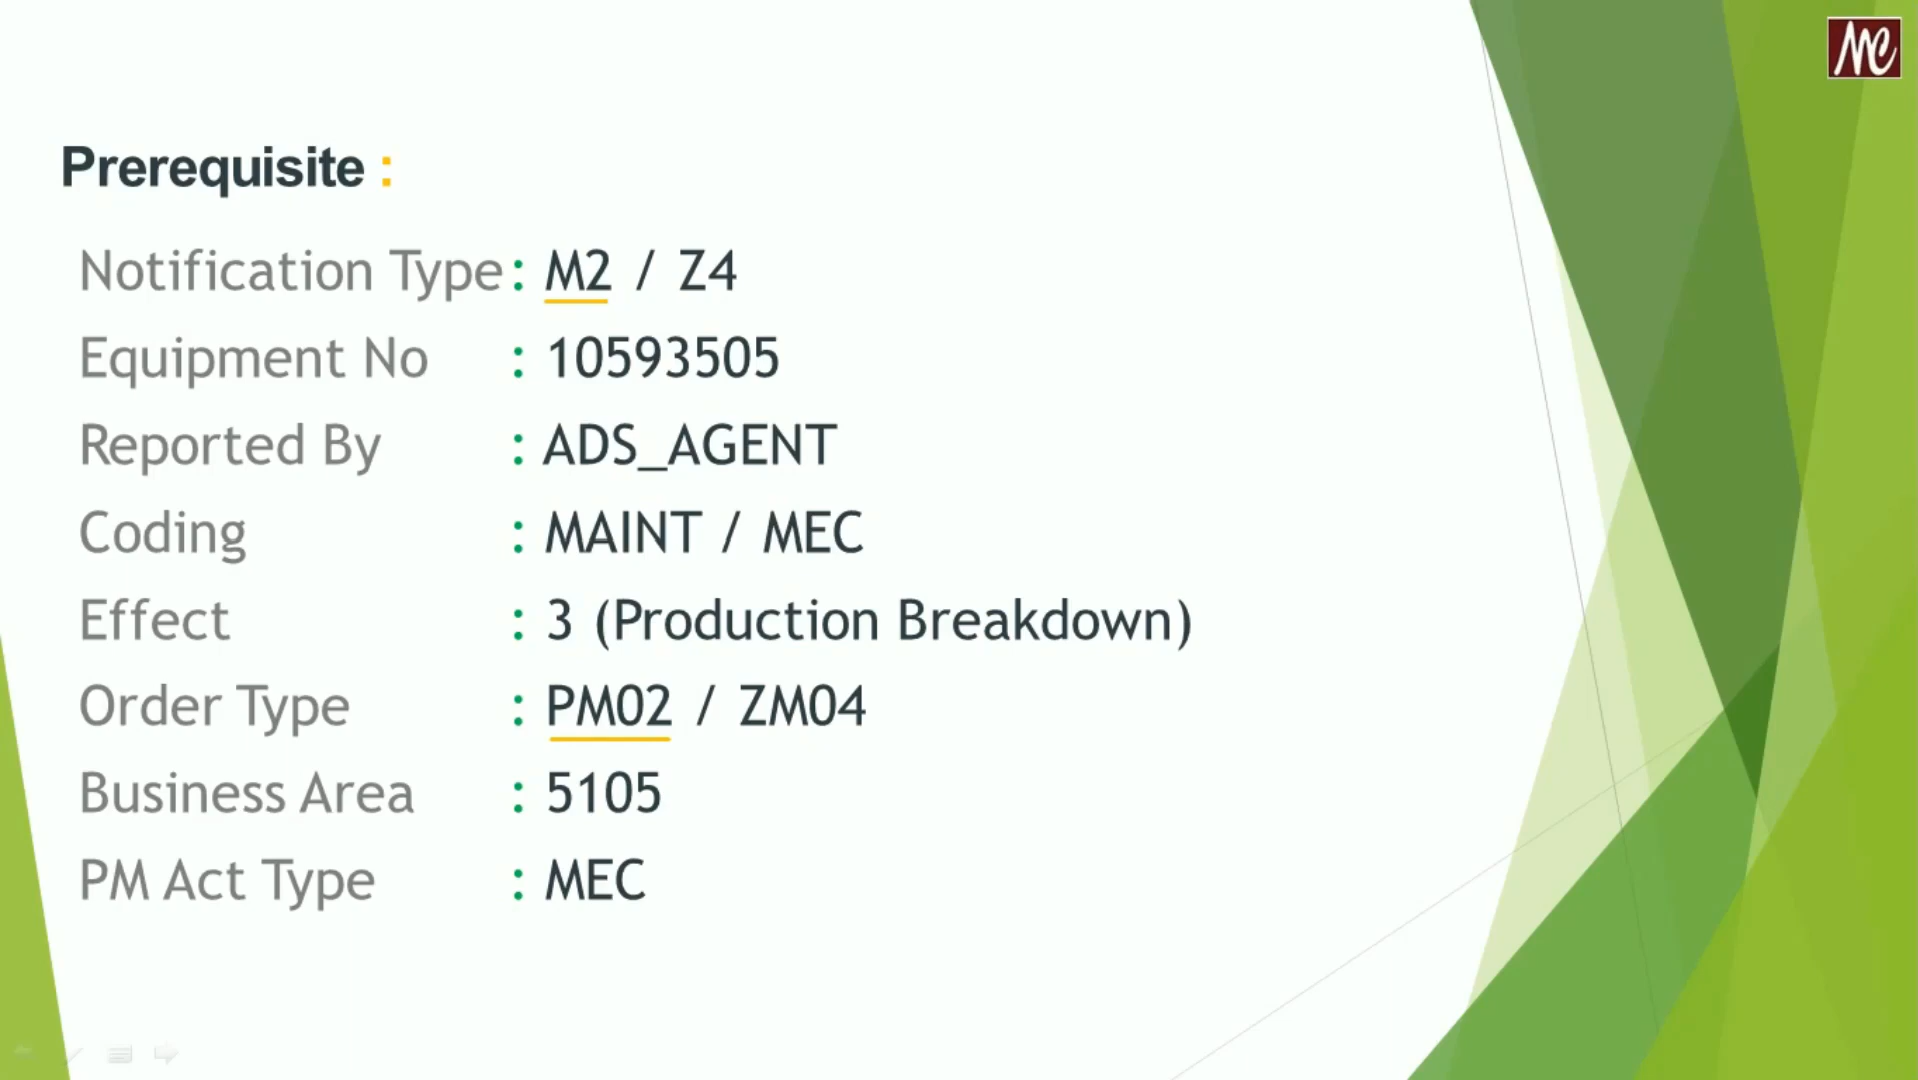 MC
Prerequisite :
Notification Type : M2 / Z4
Equipment No : 10593505
Reported By : ADS_AGENT
Coding : MAINT / MEC
Effect : 3 (Production Breakdown)
Order Type : PM02 / ZM04
Business Area : 5105
PM Act Type : MEC